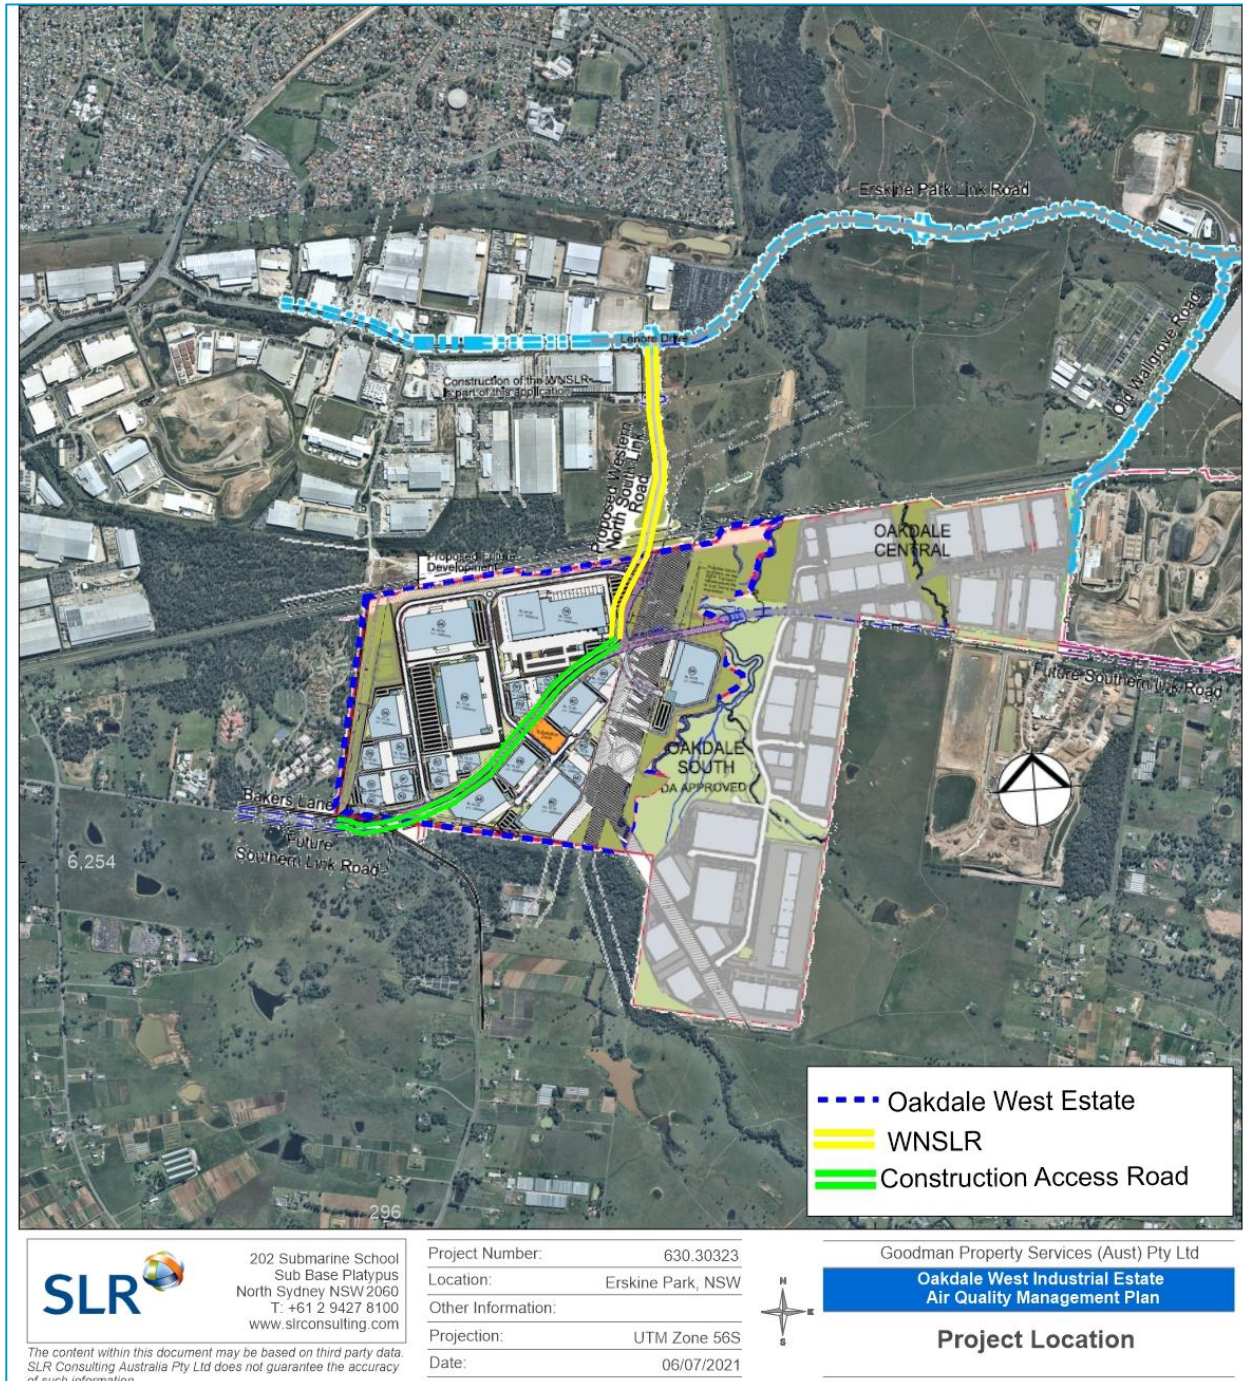 Erskine Park Link Road
Old Wallgrove Road
Lenore Drive
Construction of the WNSLR
is part of this application
Proposed Western
North South Link
Road
OAKDALE
CENTRAL
Proposed Future
Development
Future Southern Link Road
OAKDALE
SOUTH
DA APPROVED
Bakers Lane
Future
Southern Link Road
6,254
296
Oakdale West Estate
WNSLR
Construction Access Road
SLR
202 Submarine School
Sub Base Platypus
North Sydney NSW 2060
T: +61 2 9427 8100
www.slrconsulting.com
The content within this document may be based on third party data.
SLR Consulting Australia Pty Ltd does not guarantee the accuracy
of such information
Project Number: 630.30323
Location: Erskine Park, NSW
Other Information:
Projection: UTM Zone 56S
Date: 06/07/2021
N
E
S
Goodman Property Services (Aust) Pty Ltd
Oakdale West Industrial Estate
Air Quality Management Plan
Project Location